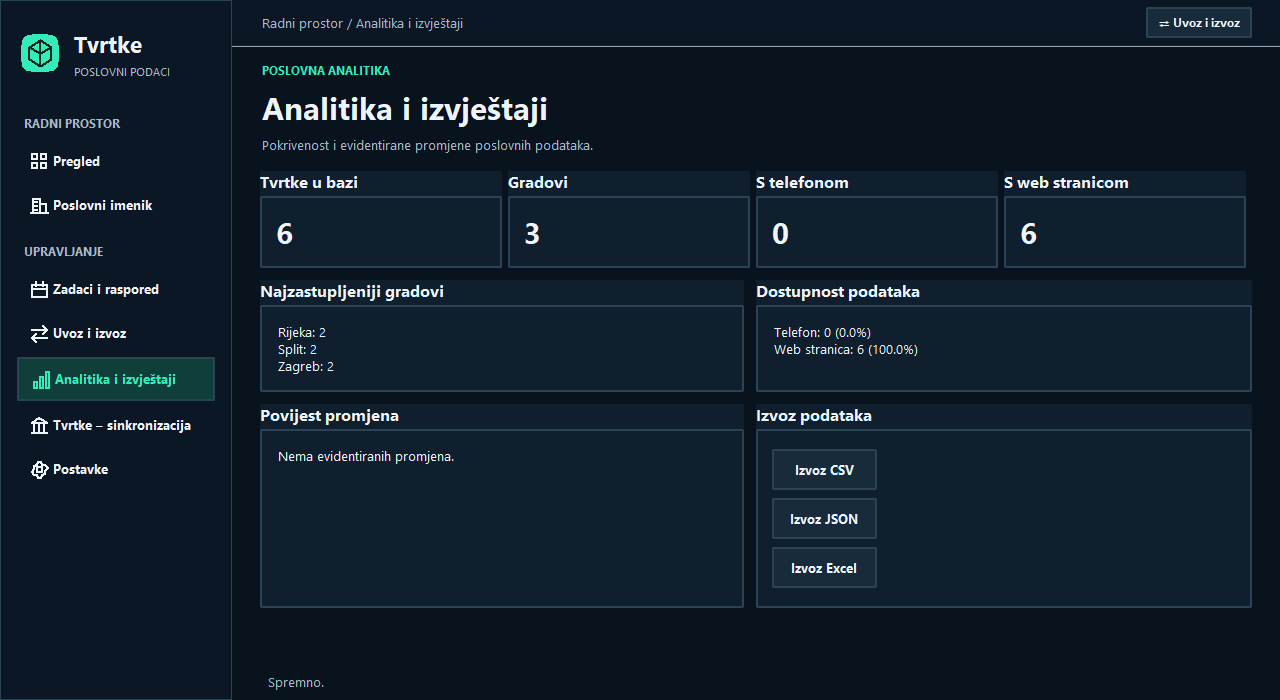 Tvrtke
POSLOVNI PODACI
RADNI PROSTOR
Pregled
Poslovni imenik
UPRAVLJANJE
Zadaci i raspored
Uvoz i izvoz
Analitika i izvještaji
Tvrtke – sinkronizacija
Postavke
Radni prostor / Analitika i izvještaji
⇄ Uvoz i izvoz
POSLOVNA ANALITIKA
Analitika i izvještaji
Pokrivenost i evidentirane promjene poslovnih podataka.
Tvrtke u bazi
6
Gradovi
3
S telefonom
0
S web stranicom
6
Najzastupljeniji gradovi
Rijeka: 2
Split: 2
Zagreb: 2
Dostupnost podataka
Telefon: 0 (0.0%)
Web stranica: 6 (100.0%)
Povijest promjena
Nema evidentiranih promjena.
Izvoz podataka
Izvoz CSV
Izvoz JSON
Izvoz Excel
Spremno.